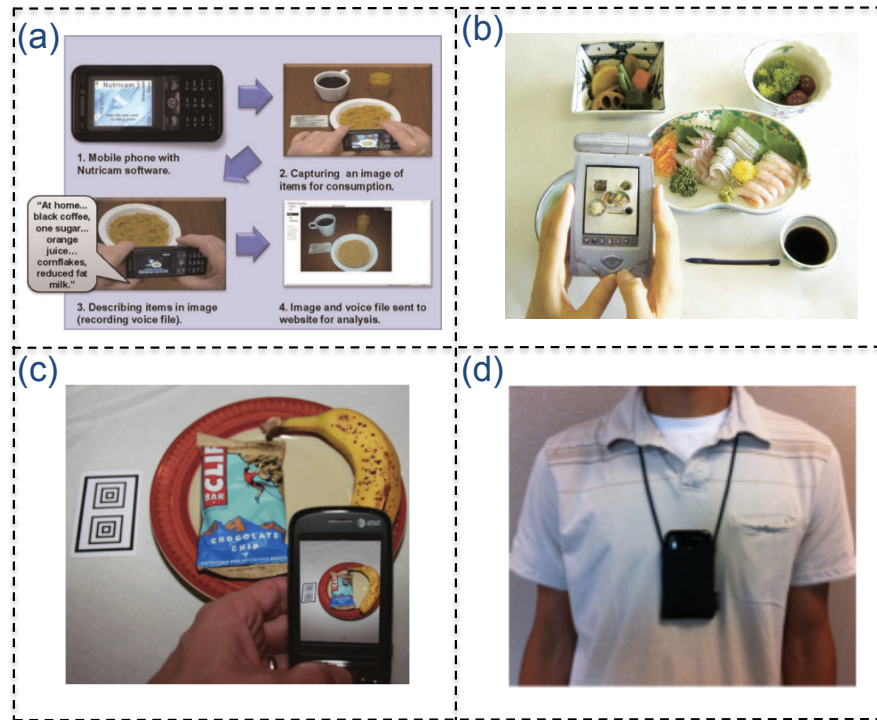 (a)
Nutricam
1. Mobile phone with
Nutricam software.
2. Capturing an image of
items for consumption.
"At home...
black coffee,
one sugar...
orange
juice...
cornflakes,
reduced fat
milk."
3. Describing items in image
(recording voice file).
4. Image and voice file sent to
website for analysis.
(b)
(c)
CLIF
BAR
CHOCOLATE
CHIP
at&t
(d)